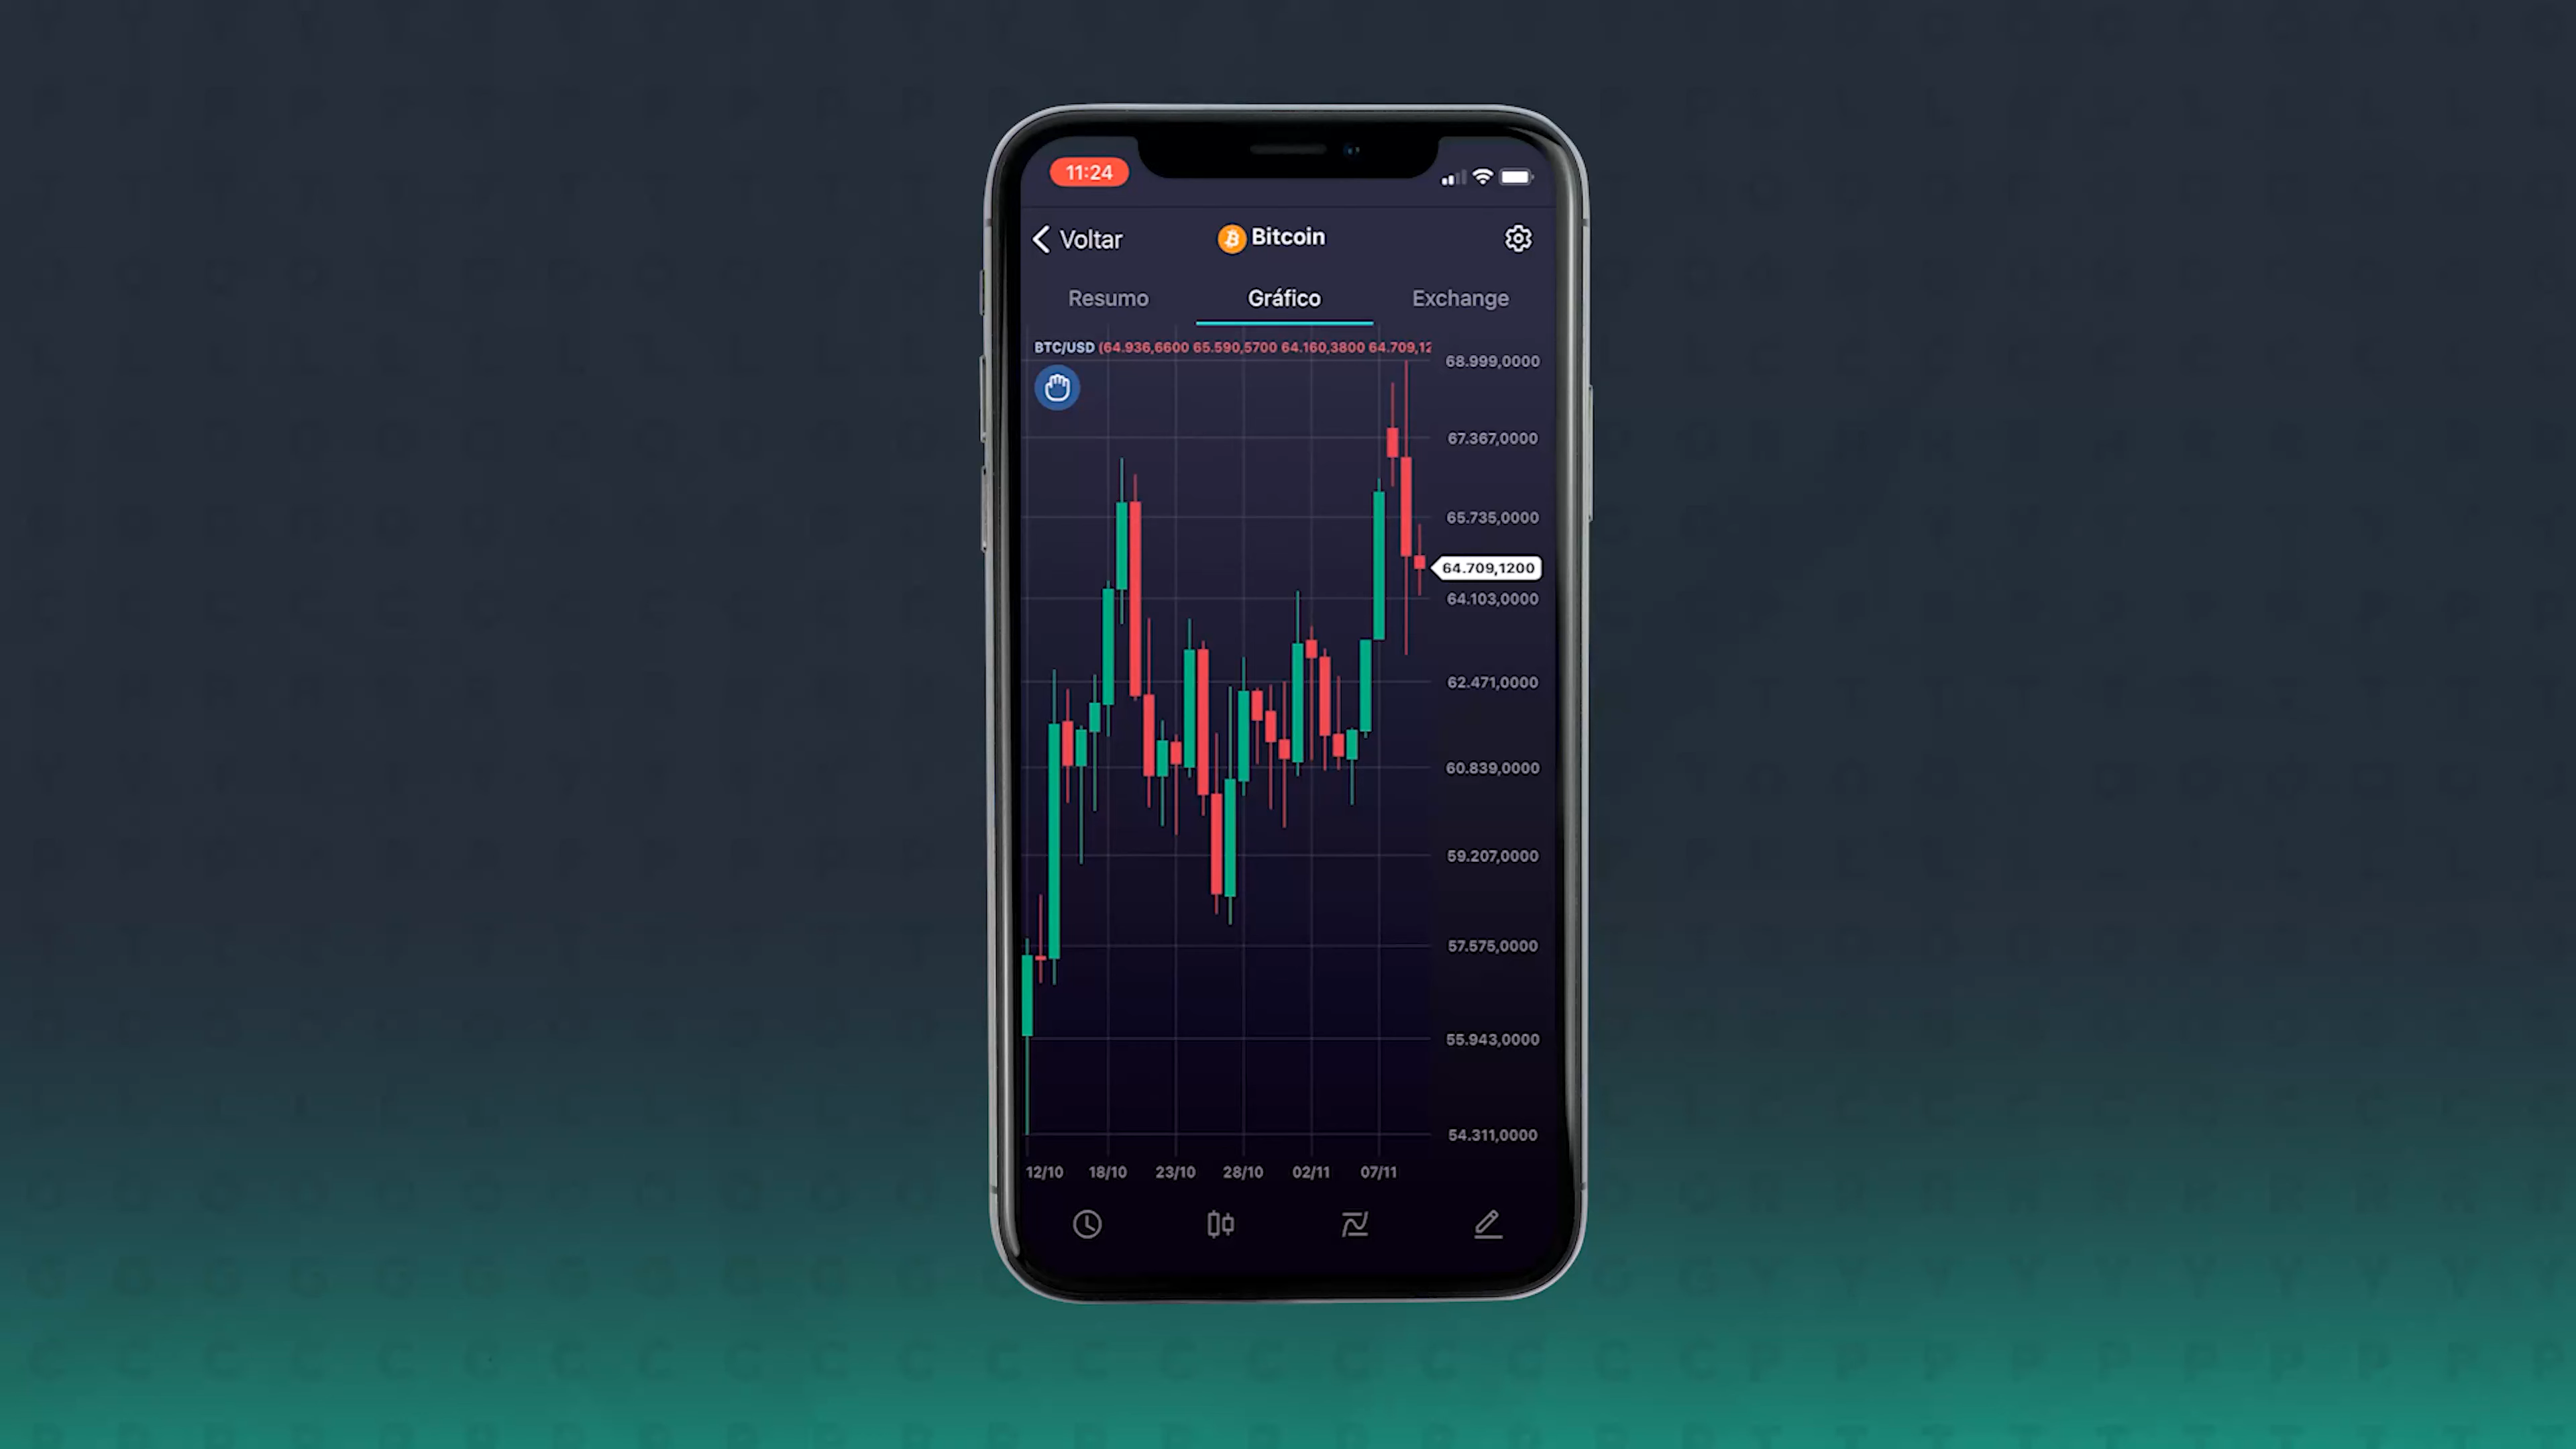 11:24
Voltar
Bitcoin
Resumo Gráfico Exchange
BTC/USD (64.936,6600 65.590,5700 64.160,3800 64.709,12
68.999,0000
67.367,0000
65.735,0000
64.709,1200
64.103,0000
62.471,0000
60.839,0000
59.207,0000
57.575,0000
55.943,0000
54.311,0000
12/10 18/10 23/10 28/10 02/11 07/11